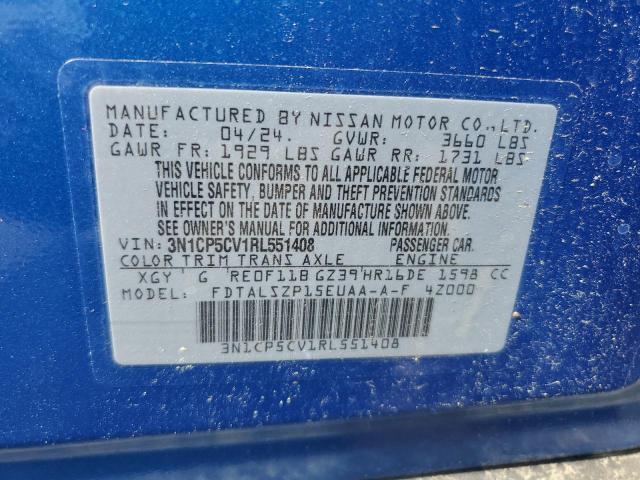 MANUFACTURED BY NISSAN MOTOR CO., LTD.
DATE: 04/24. GVWR: 3660 LBS
GAWR FR: 1929 LBS GAWR RR: 1731 LBS
THIS VEHICLE CONFORMS TO ALL APPLICABLE FEDERAL MOTOR
VEHICLE SAFETY, BUMPER AND THEFT PREVENTION STANDARDS
IN EFFECT ON THE DATE OF MANUFACTURE SHOWN ABOVE.
SEE OWNER'S MANUAL FOR ADDITIONAL INFORMATION.
VIN: 3N1CP5CV1RL551408 PASSENGER CAR.
COLOR TRIM TRANS AXLE ENGINE
XGY G RE0F11B GZ39 HR16DE 1598 CC
MODEL: FDTALSZP15EUAA-A-F 4Z000
3N1CP5CV1RL551408